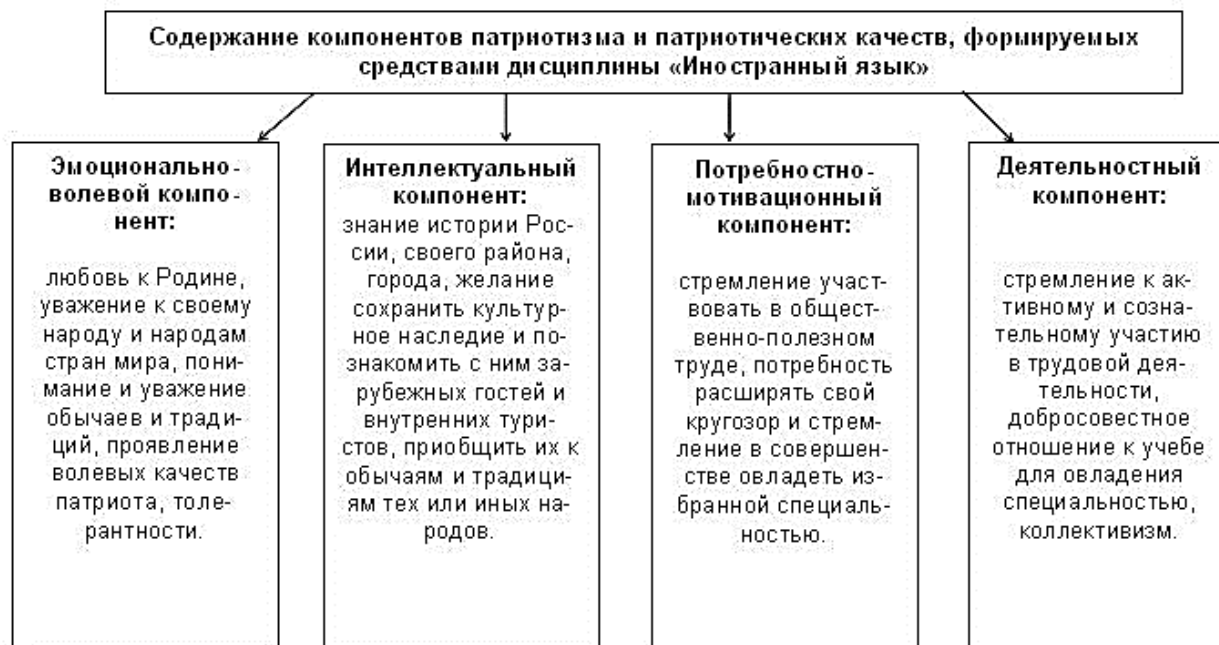 Содержание компонентов патриотизма и патриотических качеств, формируемых
средствами дисциплины «Иностранный язык»
Эмоционально-
волевой компо-
нент:
любовь к Родине,
уважение к своему
народу и народам
стран мира, пони-
мание и уважение
обычаев и тради-
ций, проявление
волевых качеств
патриота, толе-
рантности.
Интеллектуальный
компонент:
знание истории Рос-
сии, своего района,
города, желание
сохранить культур-
ное наследие и по-
знакомить с ним за-
рубежных гостей и
внутренних тури-
стов, приобщить их к
обычаям и традици-
ям тех или иных на-
родов.
Потребностно-
мотивационный
компонент:
стремление участ-
вовать в общест-
венно-полезном
труде, потребность
расширять свой
кругозор и стрем-
ление в совершен-
стве овладеть из-
бранной специаль-
ностью.
Деятельностный
компонент:
стремление к ак-
тивному и созна-
тельному участию
в трудовой дея-
тельности,
добросовестное
отношение к учебе
для овладения
специальностью,
коллективизм.